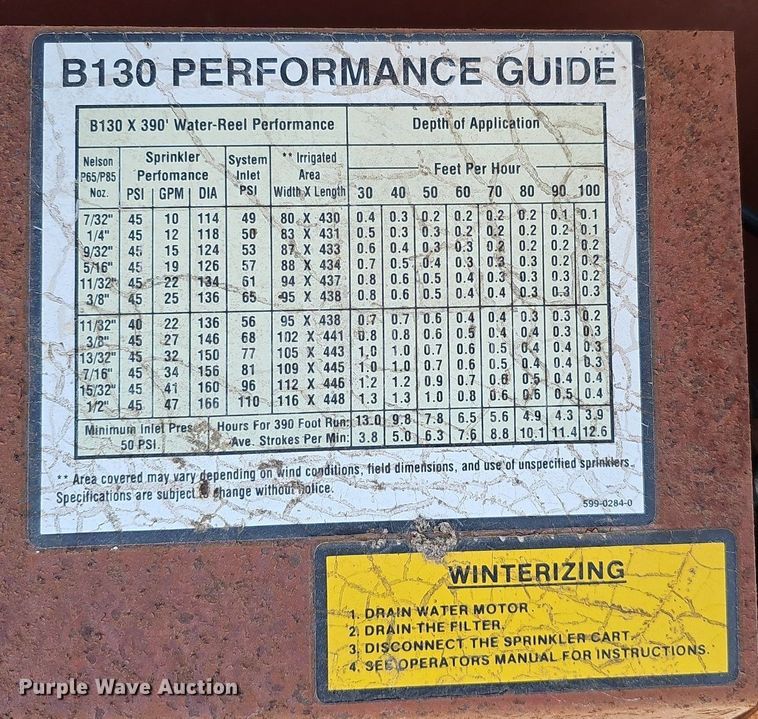 B130 PERFORMANCE GUIDE
B130 X 390' Water-Reel Performance Depth of Application
Nelson P65/P85 Noz. Sprinkler Perfomance PSI GPM DIA System Inlet PSI ** Irrigated Area Width X Length Feet Per Hour
30 40 50 60 70 80 90 100
7/32" 45 10 114 49 80 X 430 0.4 0.3 0.2 0.2 0.2 0.2 0.1 0.1
1/4" 45 12 118 50 83 X 431 0.5 0.3 0.3 0.2 0.2 0.2 0.2 0.1
9/32" 45 15 124 53 87 X 433 0.6 0.4 0.3 0.3 0.2 0.2 0.2 0.2
5/16" 45 19 126 57 88 X 434 0.7 0.5 0.4 0.3 0.3 0.3 0.2 0.2
11/32" 45 22 134 61 94 X 437 0.8 0.6 0.5 0.4 0.3 0.3 0.3 0.2
3/8" 45 25 136 65 95 X 438 0.8 0.6 0.5 0.4 0.4 0.3 0.3 0.3
11/32" 40 22 136 56 95 X 438 0.7 0.7 0.6 0.4 0.4 0.3 0.3 0.2
3/8" 45 27 146 68 102 X 441 0.8 0.8 0.6 0.5 0.4 0.4 0.3 0.3
13/32" 45 32 150 77 105 X 443 1.0 1.0 0.7 0.6 0.5 0.4 0.4 0.3
7/16" 45 34 156 81 109 X 445 1.0 1.0 0.7 0.6 0.5 0.4 0.4 0.3
15/32" 45 41 160 96 112 X 446 1.2 1.2 0.9 0.7 0.6 0.5 0.4 0.4
1/2" 45 47 166 110 116 X 448 1.3 1.3 1.0 0.8 0.6 0.6 0.5 0.4
Minimum Inlet Pres. Hours For 390 Foot Run: 13.0 9.8 7.8 6.5 5.6 4.9 4.3 3.9
50 PSI Ave. Strokes Per Min: 3.8 5.0 6.3 7.6 8.8 10.1 11.4 12.6
** Area covered may vary depending on wind conditions, field dimensions, and use of unspecified sprinklers.
Specifications are subject to change without notice.
599-0284-0
WINTERIZING
1. DRAIN WATER MOTOR.
2. DRAIN THE FILTER.
3. DISCONNECT THE SPRINKLER CART.
4. SEE OPERATORS MANUAL FOR INSTRUCTIONS.
Purple Wave Auction